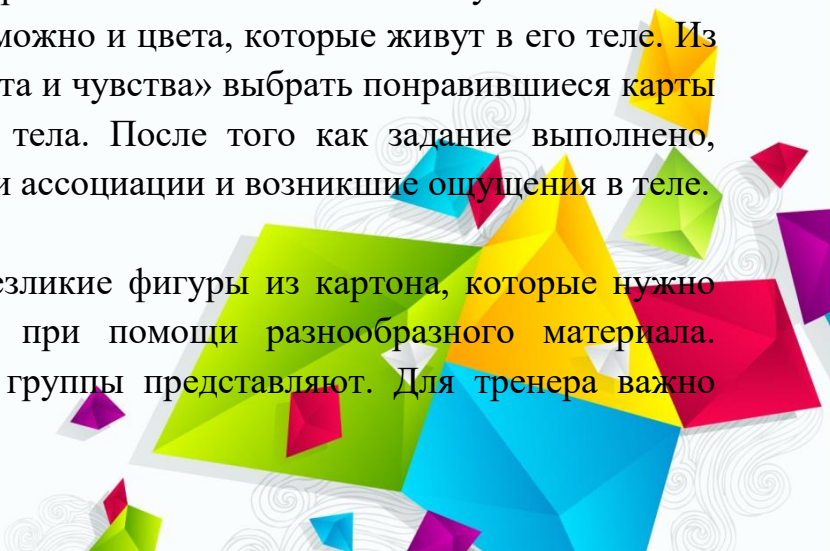 можно и цвета, которые живут в его теле. Из
та и чувства» выбрать понравившиеся карты
тела. После того как задание выполнено,
и ассоциации и возникшие ощущения в теле.
езликие фигуры из картона, которые нужно
при помощи разнообразного материала.
группы представляют. Для тренера важно